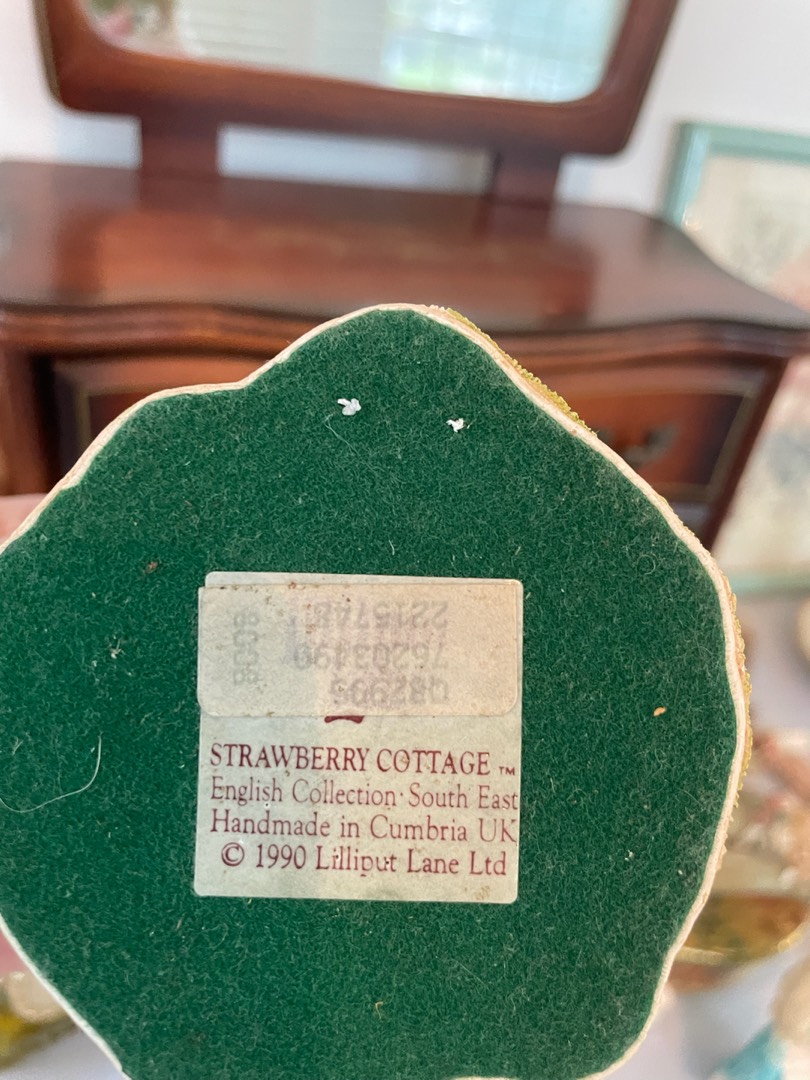 STRAWBERRY COTTAGE ™
English Collection · South East
Handmade in Cumbria UK
© 1990 Lilliput Lane Ltd